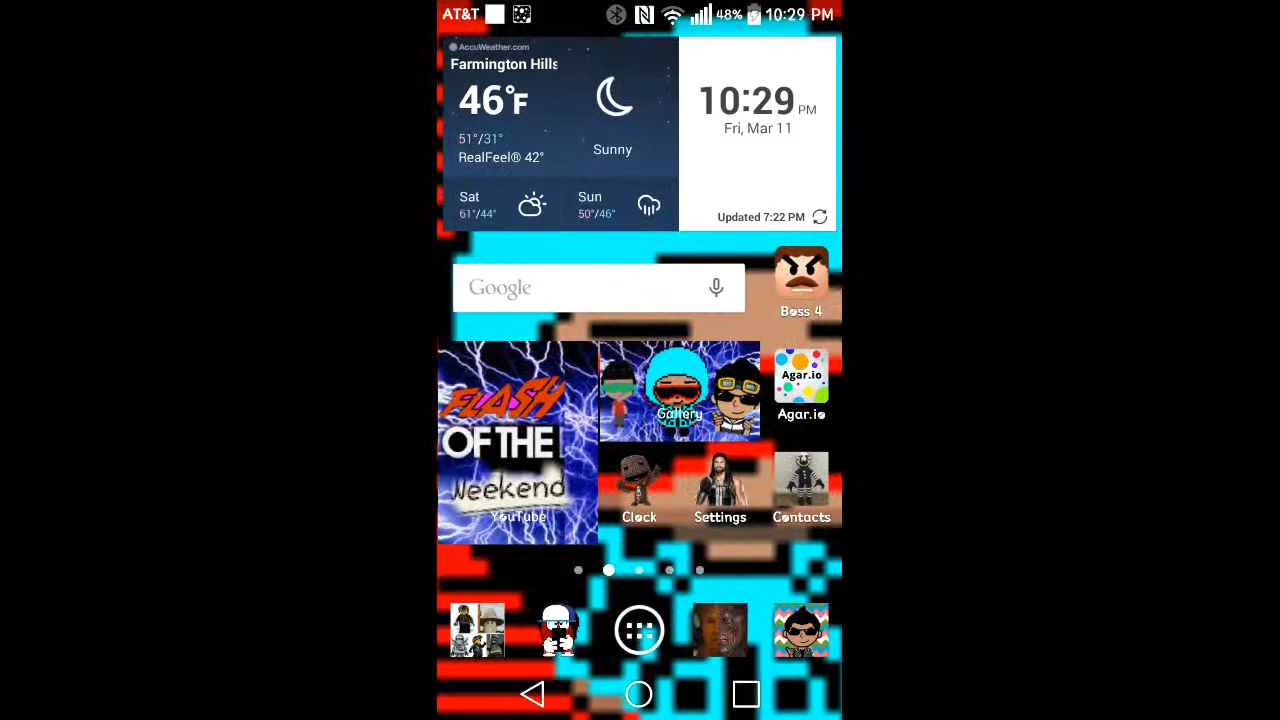 AT&T 48% 10:29 PM
AccuWeather.com
Farmington Hills
46°F
51°/31°
RealFeel® 42°
Sunny
Sat
61°/44°
Sun
50°/46°
10:29 PM
Fri, Mar 11
Updated 7:22 PM
Google
Boss 4
FLASH
OF THE
Weekend
YouTube
Gallery
Agar.io
Agar.io
Clock
Settings
Contacts